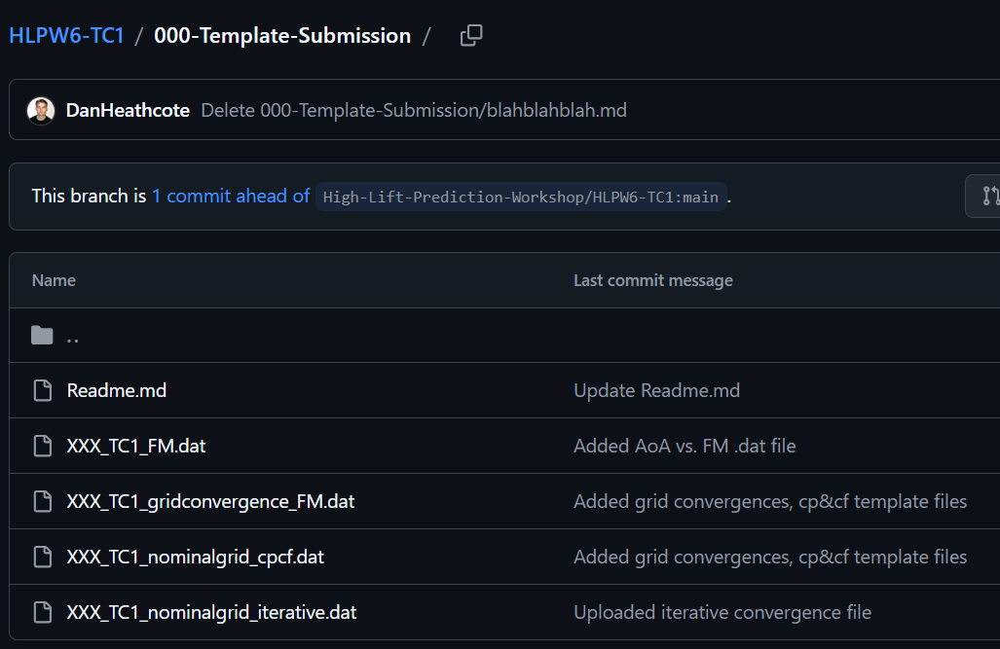 HLPW6-TC1 / 000-Template-Submission /
DanHeathcote Delete 000-Template-Submission/blahblahblah.md
This branch is 1 commit ahead of High-Lift-Prediction-Workshop/HLPW6-TC1:main .
Name Last commit message
..
Readme.md Update Readme.md
XXX_TC1_FM.dat Added AoA vs. FM .dat file
XXX_TC1_gridconvergence_FM.dat Added grid convergences, cp&cf template files
XXX_TC1_nominalgrid_cpcf.dat Added grid convergences, cp&cf template files
XXX_TC1_nominalgrid_iterative.dat Uploaded iterative convergence file